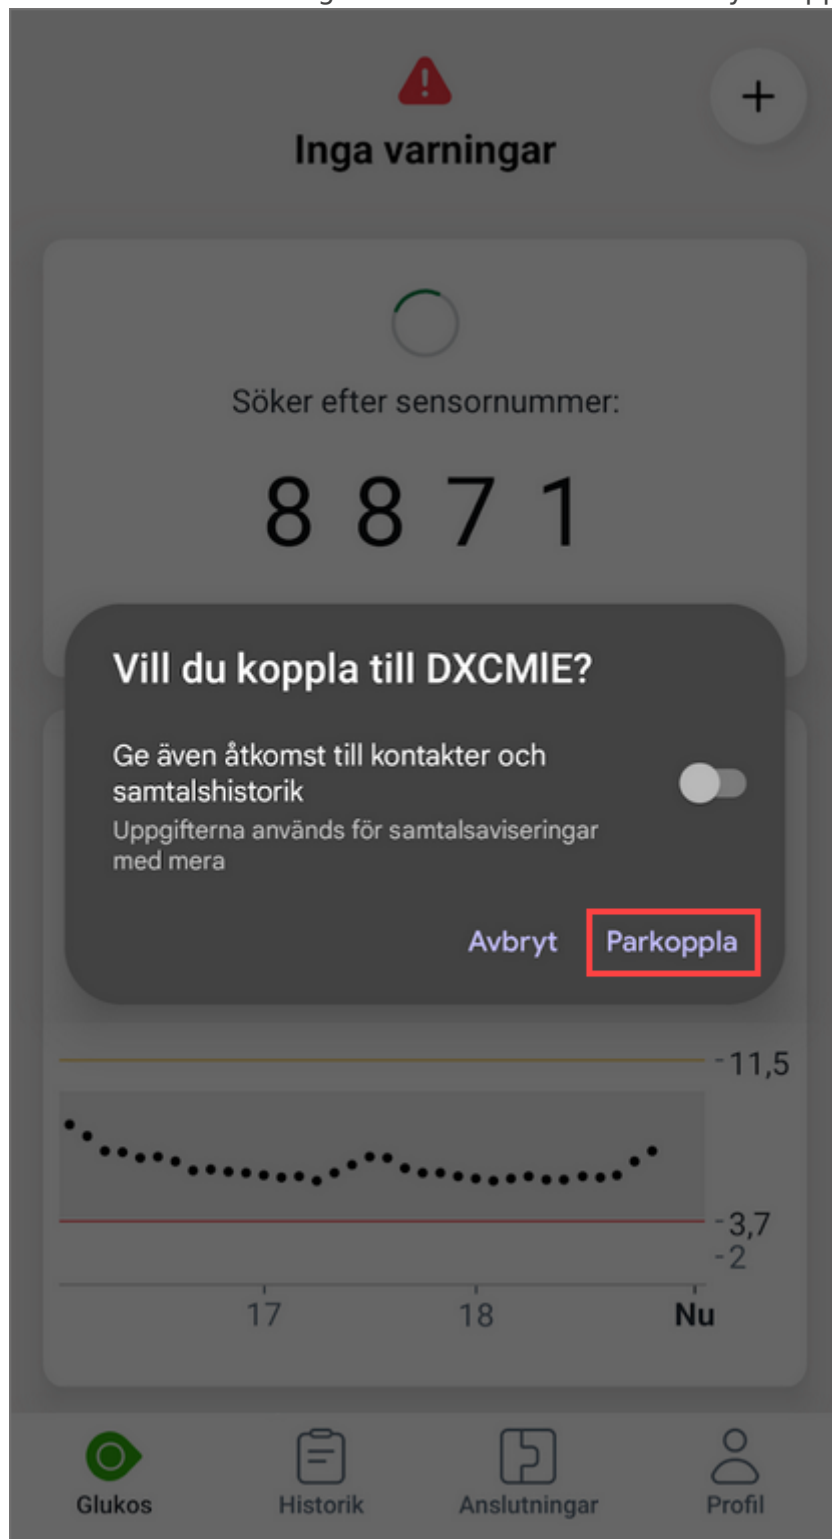 Inga varningar
+
Söker efter sensornummer:
8 8 7 1
Vill du koppla till DXCMlE?
Ge även åtkomst till kontakter och
samtalshistorik
Uppgifterna används för samtalsaviseringar
med mera
Avbryt Parkoppla
11,5
3,7
2
17 18 Nu
Glukos Historik Anslutningar Profil